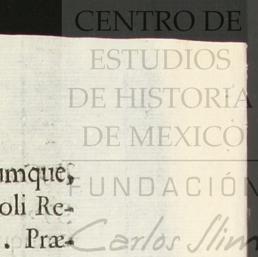 CENTRO DE
ESTUDIOS
DE HISTORIA
DE MEXICO
umque,
FUNDACIÓN
oli Re-
. Præ-
Carlos Slim